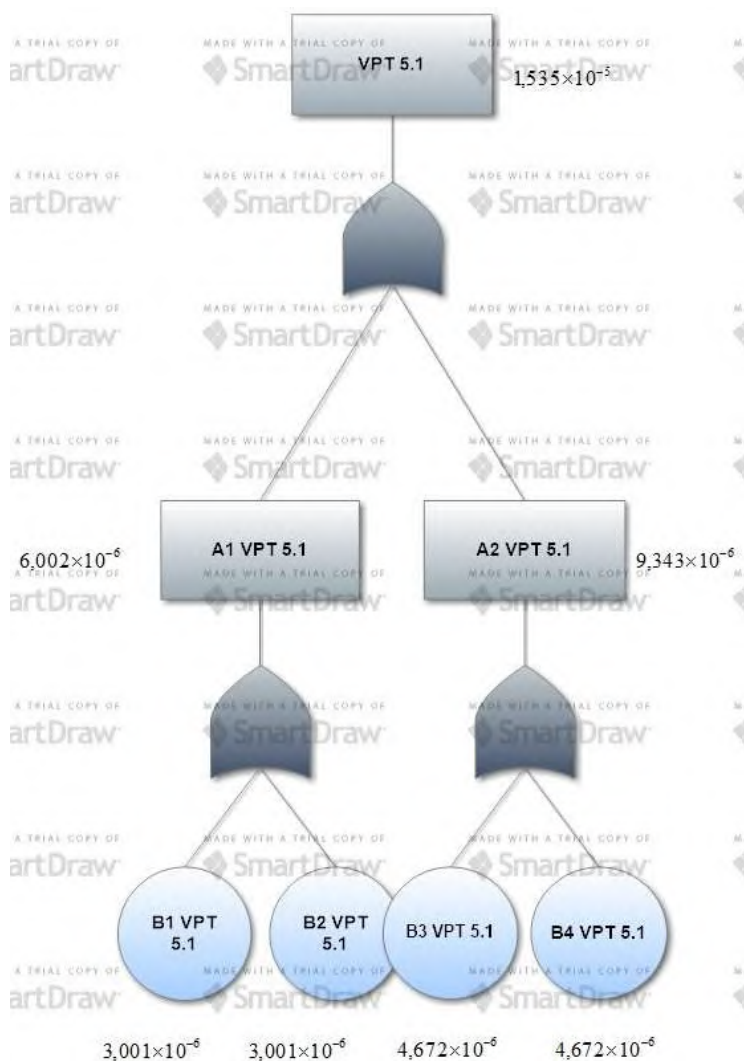 VPT 5.1
1,535×10⁻⁵
A1 VPT 5.1
6,002×10⁻⁶
A2 VPT 5.1
9,343×10⁻⁶
B1 VPT
5.1
B2 VPT
5.1
B3 VPT 5.1
B4 VPT 5.1
3,001×10⁻⁶ 3,001×10⁻⁶ 4,672×10⁻⁶ 4,672×10⁻⁶
MADE WITH A TRIAL COPY OF
SmartDraw